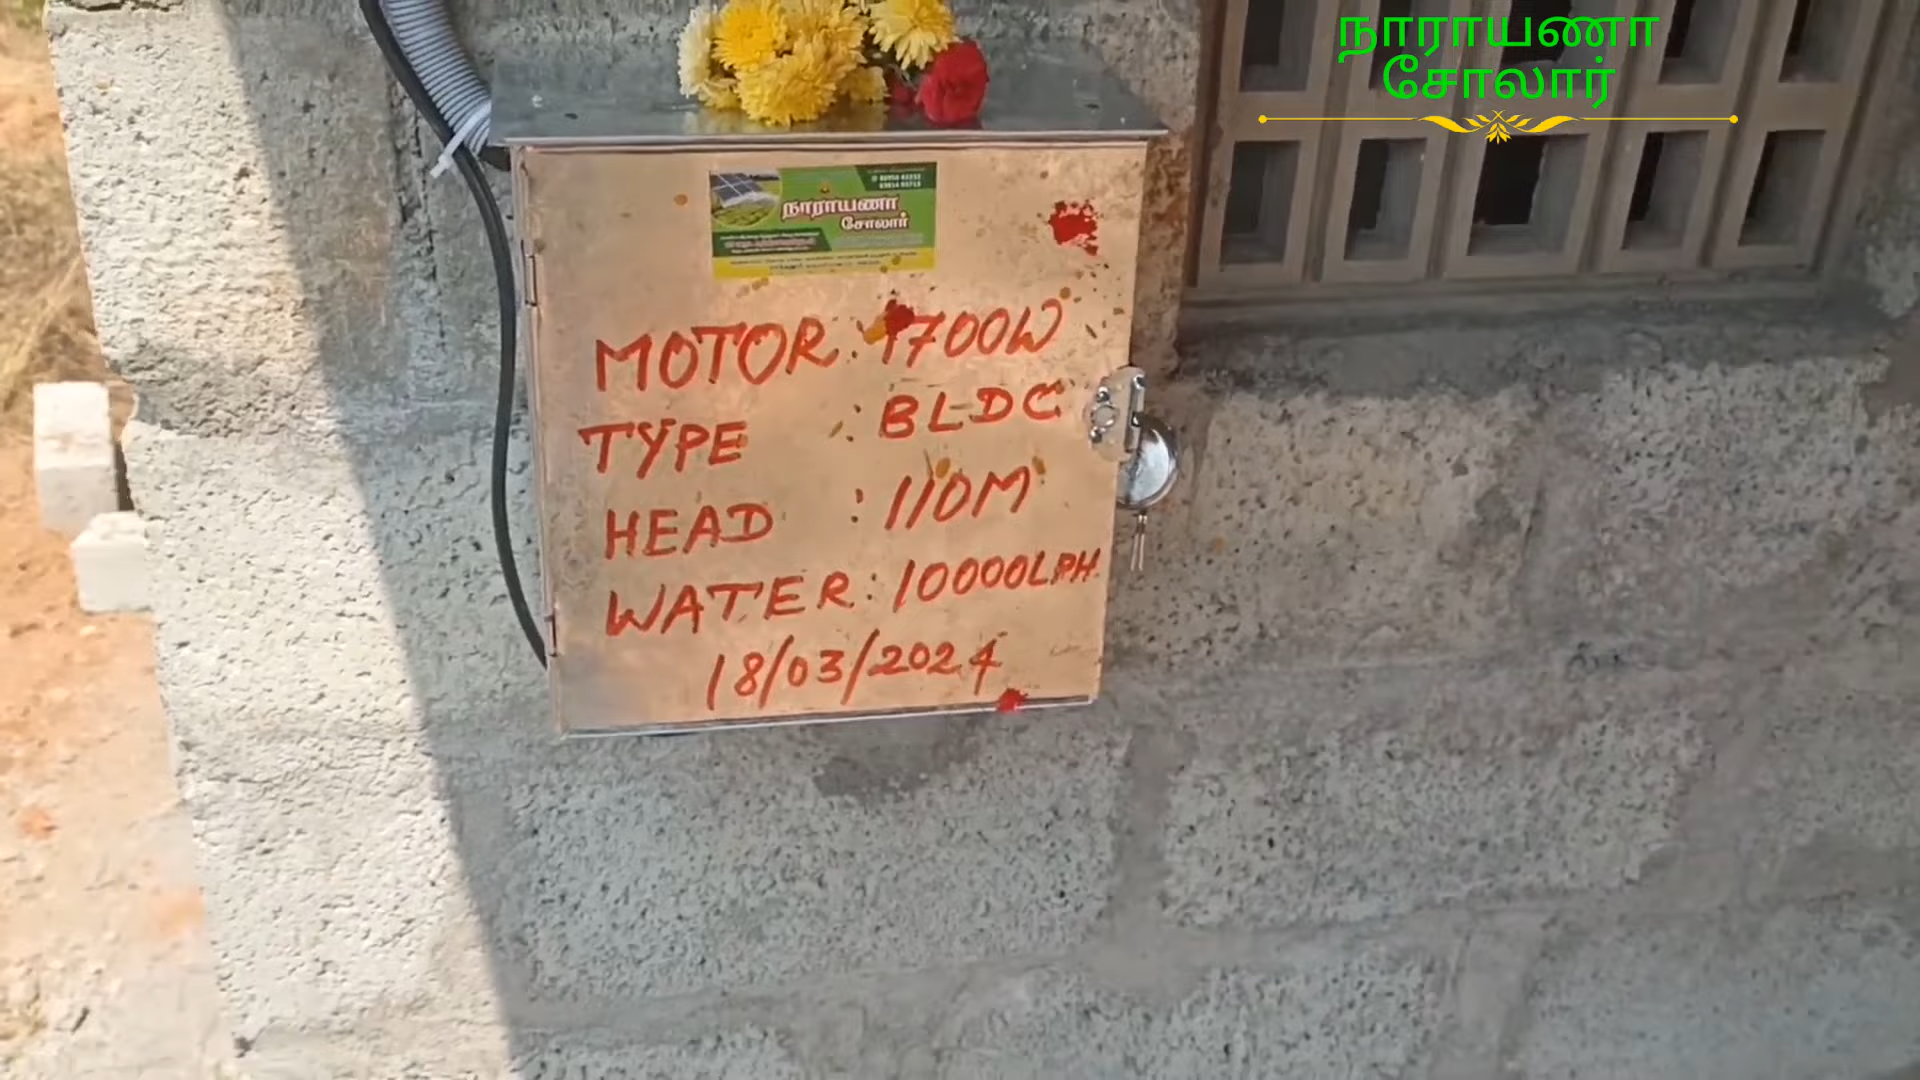 நாராயணா
சோலார்
நாராயணா
சோலார்
MOTOR : 1700W
TYPE : BLDC
HEAD : 110M
WATER : 10000LPH
18/03/2024